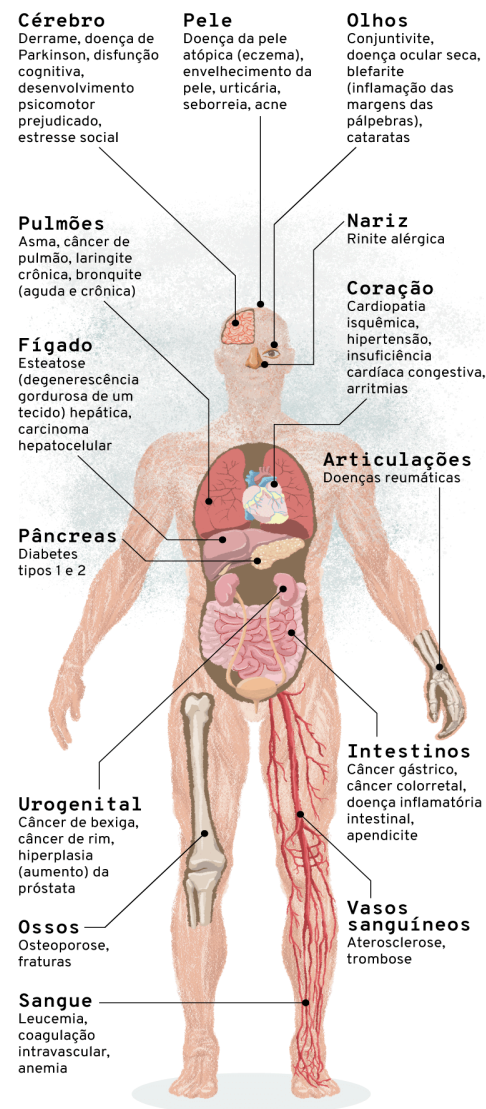 Cérebro
Derrame, doença de
Parkinson, disfunção
cognitiva,
desenvolvimento
psicomotor
prejudicado,
estresse social
Pele
Doença da pele
atópica (eczema),
envelhecimento da
pele, urticária,
seborreia, acne
Olhos
Conjuntivite,
doença ocular seca,
blefarite
(inflamação das
margens das
pálpebras),
cataratas
Pulmões
Asma, câncer de
pulmão, laringite
crônica, bronquite
(aguda e crônica)
Nariz
Rinite alérgica
Coração
Cardiopatia
isquêmica,
hipertensão,
insuficiência
cardíaca congestiva,
arritmias
Fígado
Esteatose
(degenerescência
gordurosa de um
tecido) hepática,
carcinoma
hepatocelular
Articulações
Doenças reumáticas
Pâncreas
Diabetes
tipos 1 e 2
Intestinos
Câncer gástrico,
câncer colorretal,
doença inflamatória
intestinal,
apendicite
Urogenital
Câncer de bexiga,
câncer de rim,
hiperplasia
(aumento) da
próstata
Vasos
sanguíneos
Aterosclerose,
trombose
Ossos
Osteoporose,
fraturas
Sangue
Leucemia,
coagulação
intravascular,
anemia